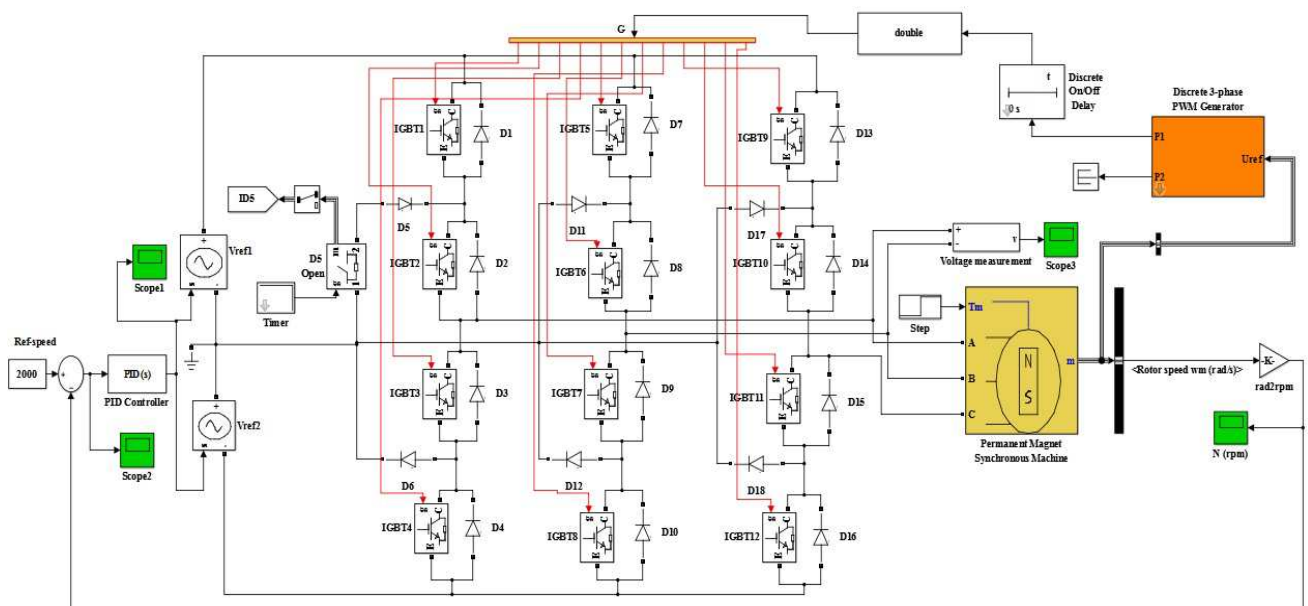 G
double
t
0 s
Discrete
On/Off
Delay
Discrete 3-phase
PWM Generator
P1
P2
Uref
g C
E
IGBT1
D1
g C
E
IGBT5
D7
g C
E
IGBT9
D13
ID5
m 2
g 1
D5
Open
Timer
Vref1
+
s -
Scope1
D5
g C
E
IGBT2
D2
D11
g C
E
IGBT6
D8
D17
g C
E
IGBT10
D14
+
-
v
Voltage measurement
Scope3
Step
Tm
A
B
C
m
N
S
Permanent Magnet
Synchronous Machine
<Rotor speed wm (rad/s)>
-K-
rad2rpm
N (rpm)
Ref-speed
2000
+
-
PID(s)
PID Controller
Scope2
Vref2
+
s -
g C
E
IGBT3
D3
g C
E
IGBT7
D9
g C
E
IGBT11
D15
D6
g C
E
IGBT4
D4
D12
g C
E
IGBT8
D10
D18
g C
E
IGBT12
D16